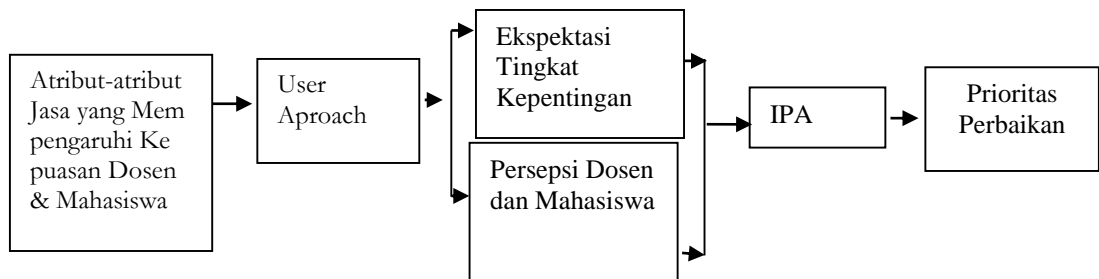 Atribut-atribut
Jasa yang Mem
pengaruhi Ke
puasan Dosen
& Mahasiswa
User
Aproach
Ekspektasi
Tingkat
Kepentingan
Persepsi Dosen
dan Mahasiswa
IPA
Prioritas
Perbaikan